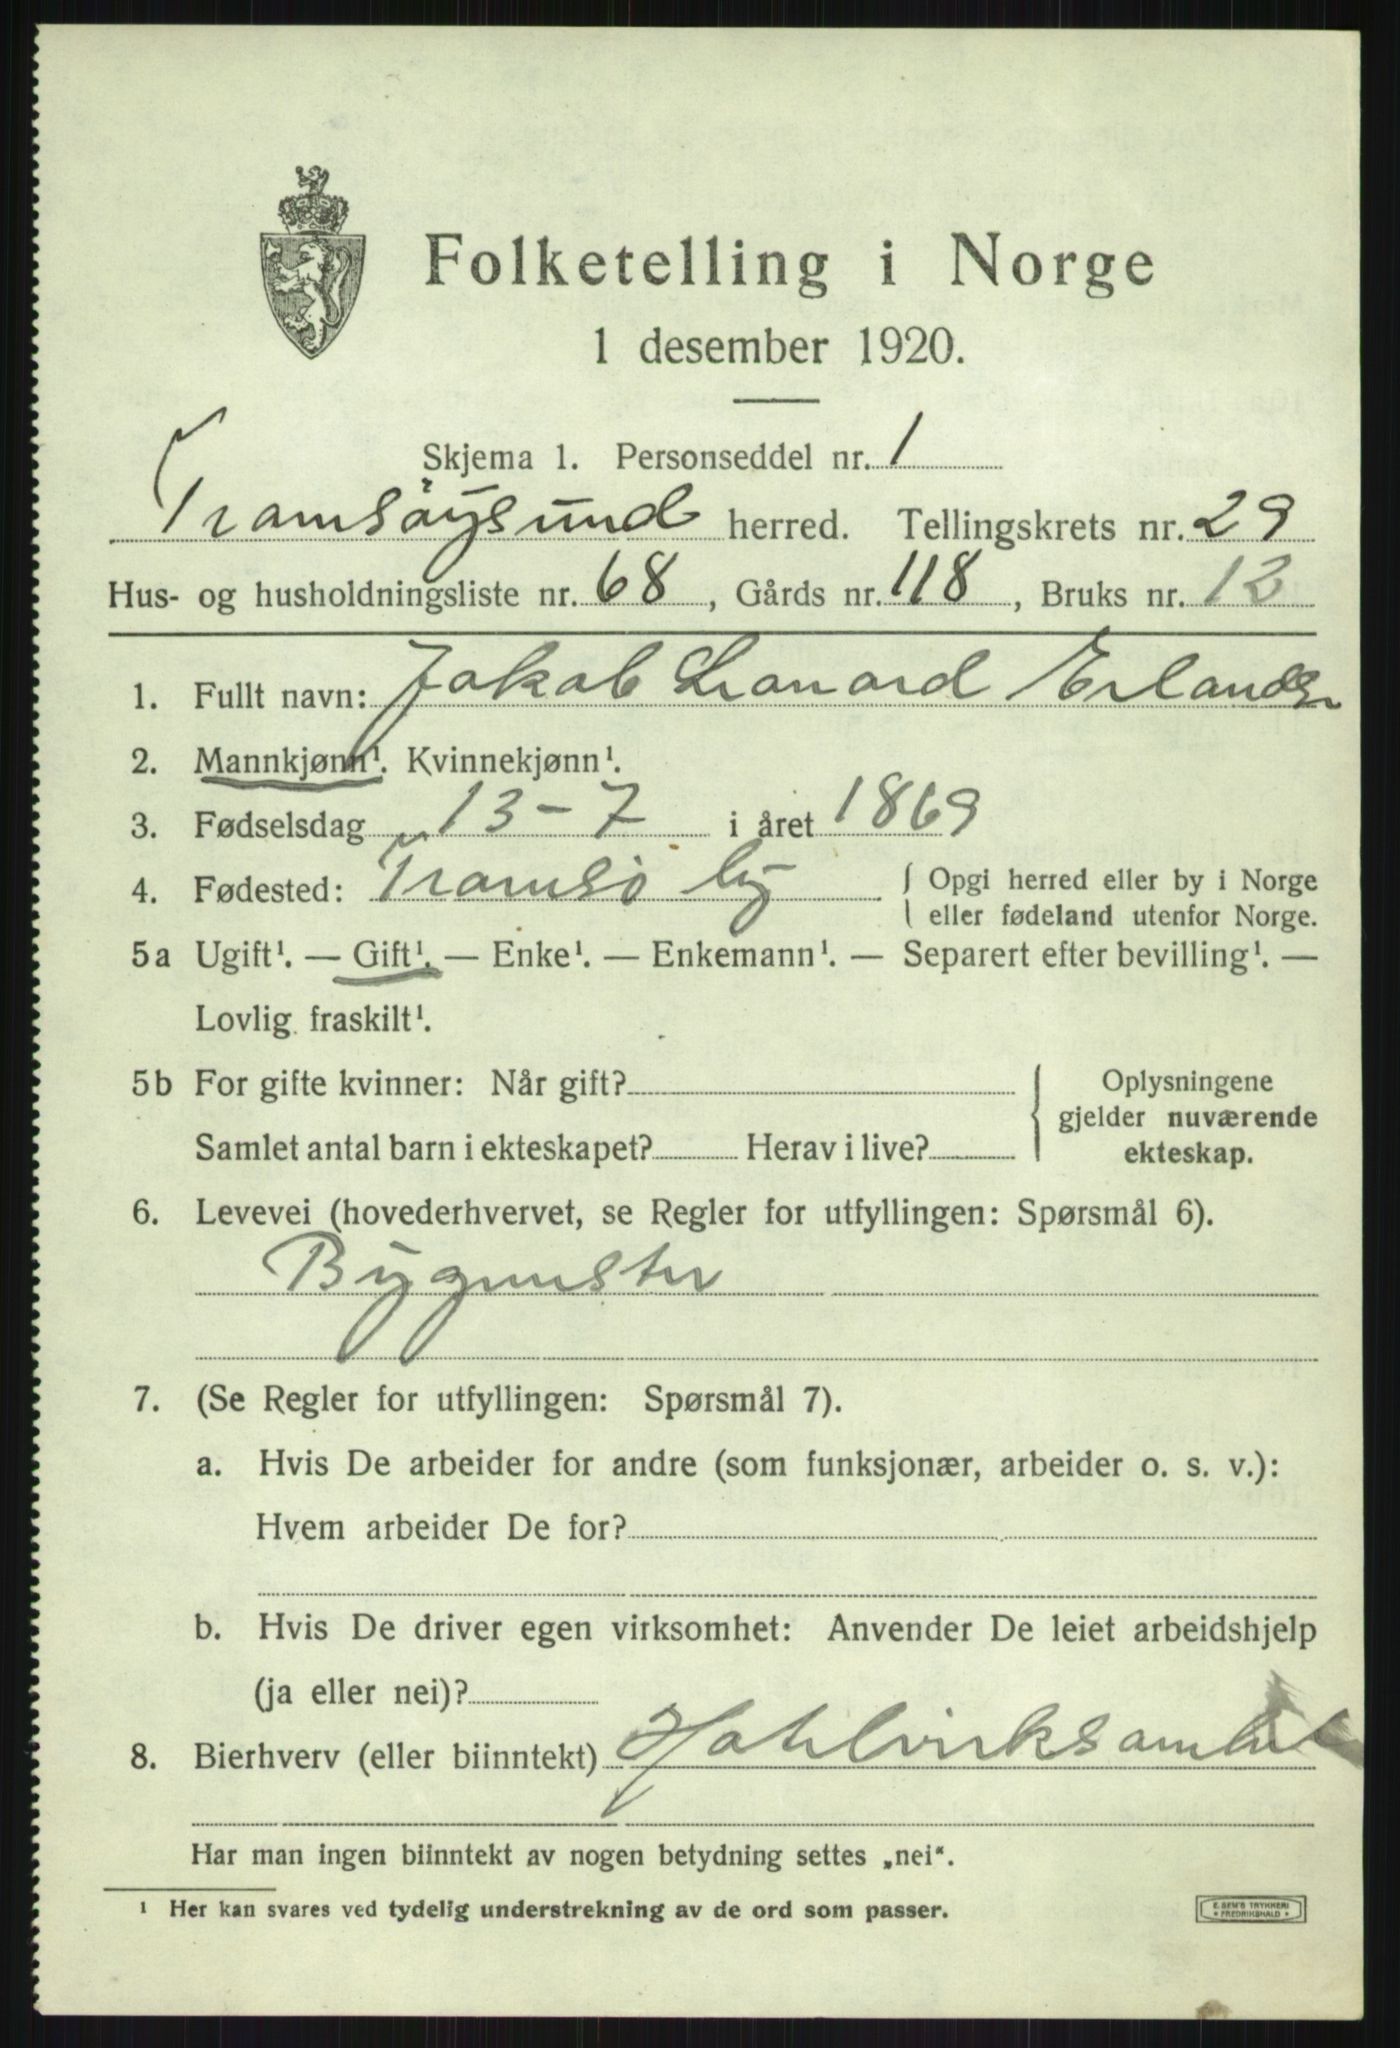 Folketelling i Norge
1 desember 1920.
Skjema 1. Personseddel nr. 1
Tromsøysund herred. Tellingskrets nr. 29
Hus- og husholdningsliste nr. 68, Gårds nr. 118, Bruks nr. 12
1. Fullt navn: Jakob Leonard Erlandsen
2. Mannkjønn¹. Kvinnekjønn¹.
3. Fødselsdag 13-7 i året 1869
4. Fødested: Tromsø by { Opgi herred eller by i Norge
eller fødeland utenfor Norge.
5a Ugift¹. — Gift¹. — Enke¹. — Enkemann¹. — Separert efter bevilling¹. —
Lovlig fraskilt¹.
5b For gifte kvinner: Når gift? { Oplysningene
gjelder nuværende
Samlet antal barn i ekteskapet? Herav i live? ekteskap.
6. Levevei (hovederhvervet, se Regler for utfyllingen: Spørsmål 6).
Bygmester
7. (Se Regler for utfyllingen: Spørsmål 7).
a. Hvis De arbeider for andre (som funksjonær, arbeider o. s. v.):
Hvem arbeider De for?
b. Hvis De driver egen virksomhet: Anvender De leiet arbeidshjelp
(ja eller nei)?
8. Bierhverv (eller biinntekt) Hotelvirksomhet
Har man ingen biinntekt av nogen betydning settes „nei“.
¹ Her kan svares ved tydelig understrekning av de ord som passer.
E. SEM'S TRYKKERI
• FREDRIKSHALD •